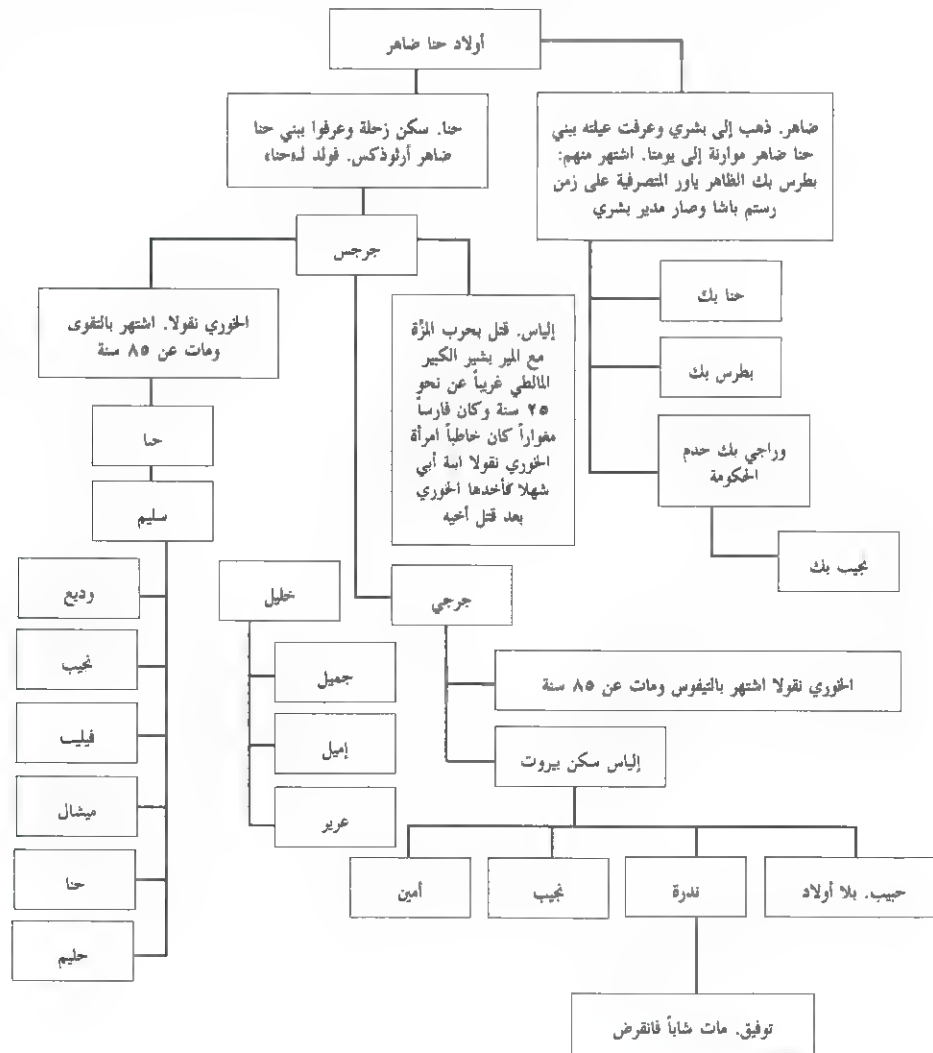 أولاد حنا ضاهر
ضاهر. ذهب إلى بشري وعرفت عيلته ببني
حنا ضاهر موارنة إلى يومنا. اشتهر منهم:
بطرس بك الظاهر ياور المتصرفية على زمن
رستم باشا وصار مدير بشري
حنا. سكن زحلة وعرفوا ببني حنا
ضاهر أرثوذكس. فولد لـ«حنا»
جرجس
حنا بك
بطرس بك
وراجي بك خدم
الحكومة
نجيب بك
إلياس. قتل بحرب المزّة
مع المير بشير الكبير
المالطي غريباً عن نحو
٢٥ سنة وكان فارساً
مغواراً كان خاطباً امرأة
الخوري نقولا ابنة أبي
شهلا فأخدها الخوري
بعد قتل أخيه
الخوري نقولا. اشتهر بالتقوى
ومات عن ٨٥ سنة
حنا
سليم
وديع
نجيب
فيليب
ميشال
حنا
حليم
خليل
جميل
إميل
عرير
جرجي
الخوري نقولا اشتهر بالتيفوس ومات عن ٨٥ سنة
إلياس سكن بيروت
حبيب. بلا أولاد
ندرة
نجيب
أمين
توفيق. مات شاباً فانقرض